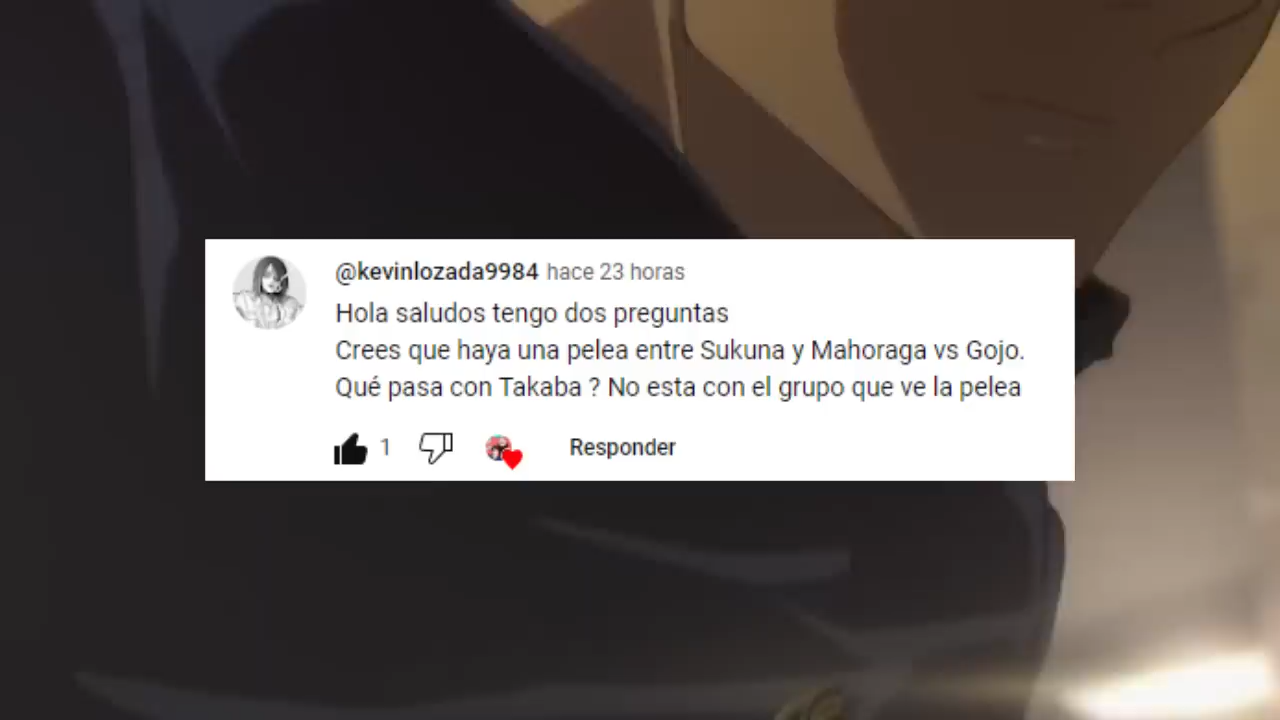 @kevinlozada9984 hace 23 horas
Hola saludos tengo dos preguntas
Crees que haya una pelea entre Sukuna y Mahoraga vs Gojo.
Qué pasa con Takaba ? No esta con el grupo que ve la pelea
1 Responder